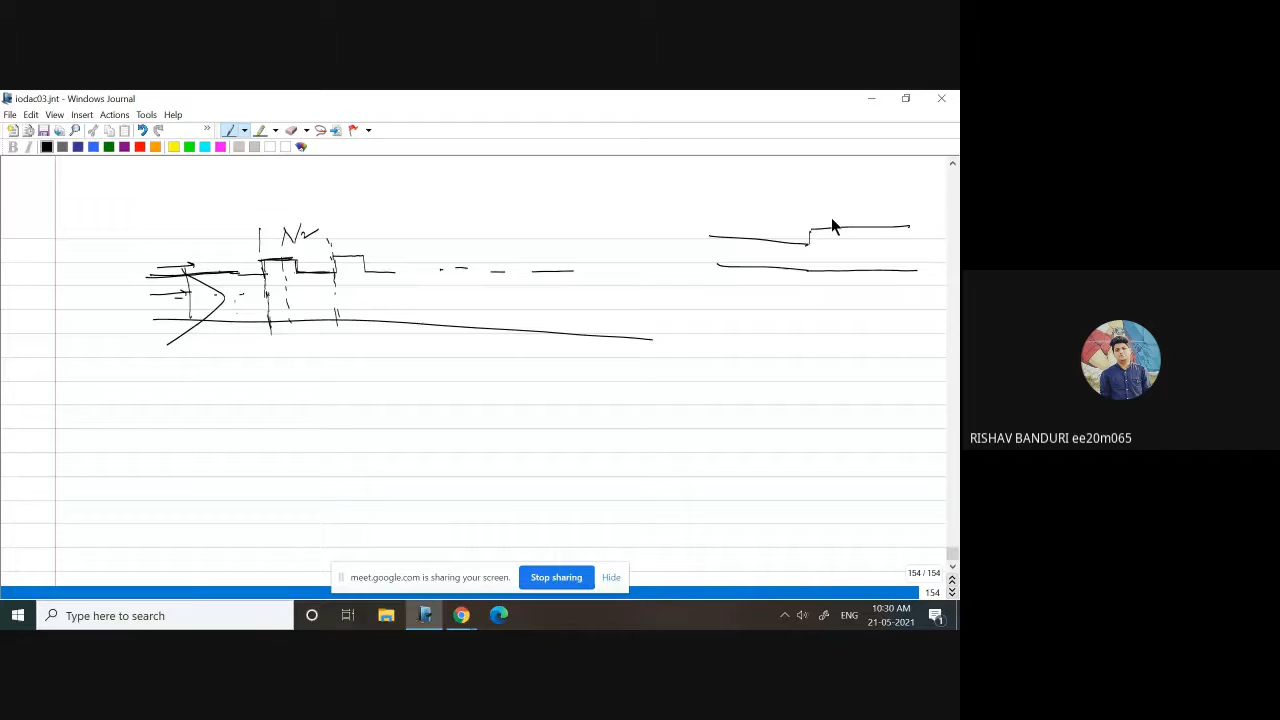 iodac03.jnt - Windows Journal
File Edit View Insert Actions Tools Help
154 / 154
154
meet.google.com is sharing your screen. Stop sharing Hide
Type here to search
ENG
10:30 AM
21-05-2021
1
RISHAV BANDURI ee20m065